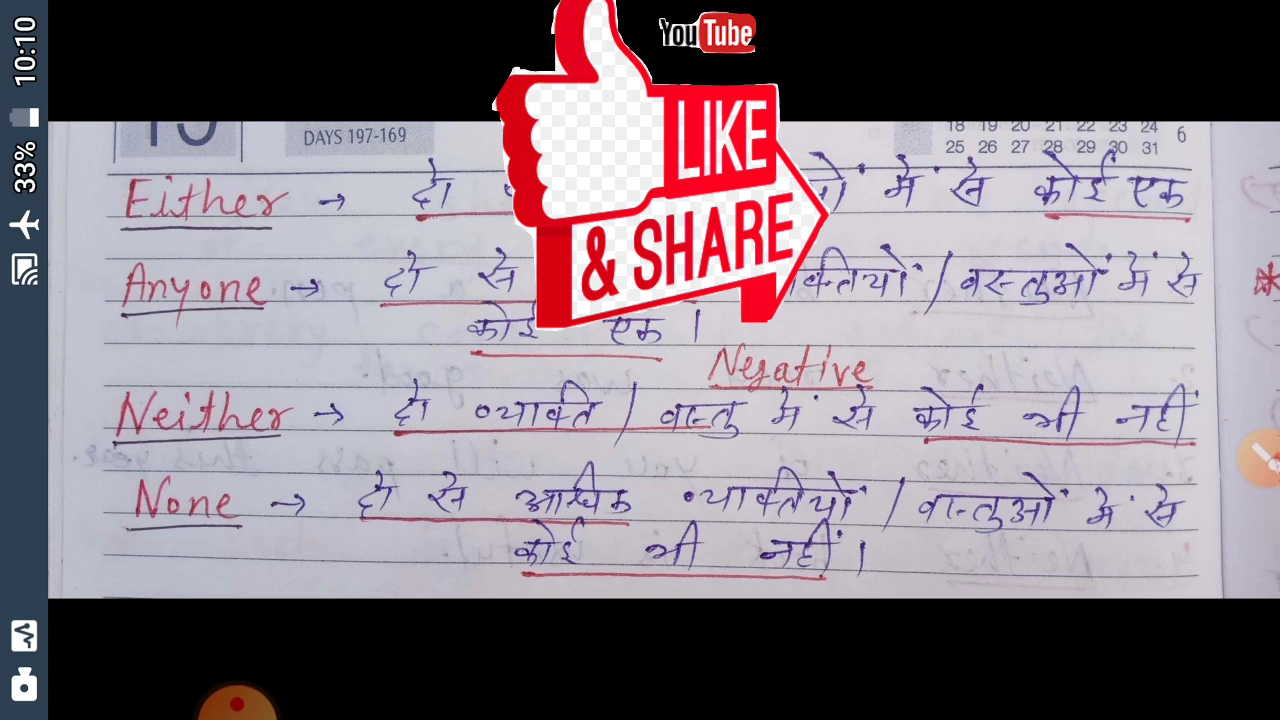 10:10
33%
YouTube
LIKE
& SHARE
DAYS 197-169
18 19 20 21 22 23 24 6
25 26 27 28 29 30 31
Either → दो में से कोई एक
Anyone → दो से / वस्तुओं में से
कोई एक ।
Negative
Neither → दो व्यक्ति / वस्तु में से कोई भी नहीं
None → दो से अधिक व्यक्तियों / वस्तुओं में से
कोई भी नहीं ।